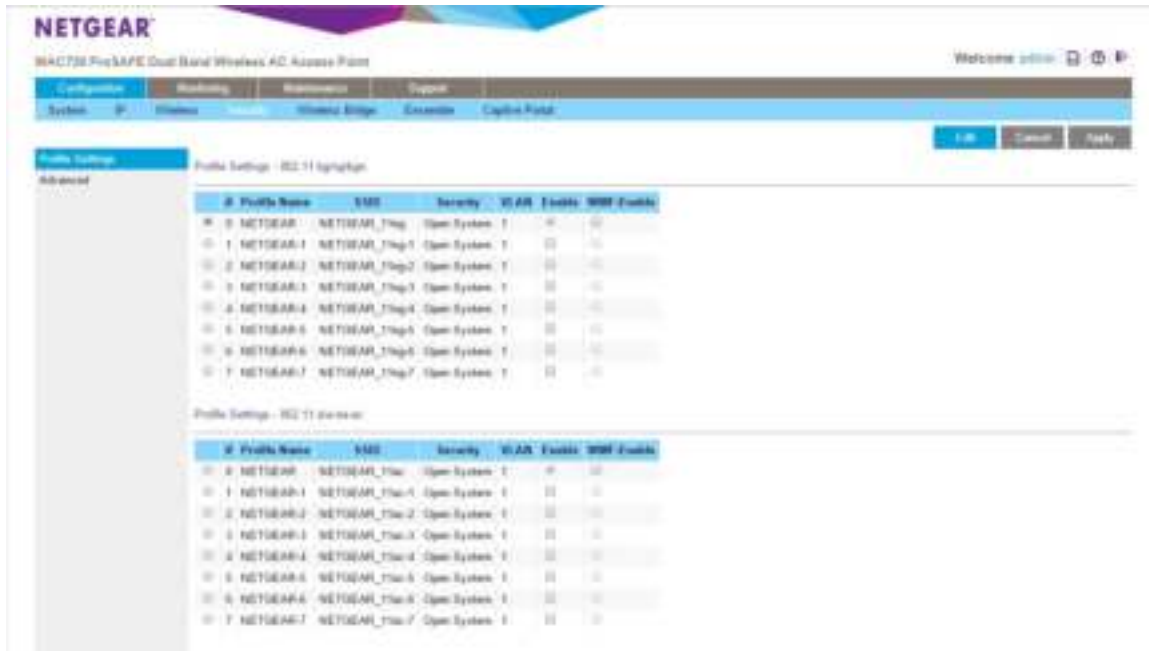 NETGEAR
ProSAFE Dual Band Wireless AC Access Point
Welcome admin
Configuration Monitoring Maintenance Support
System IP Wireless Security Wireless Bridge Ensemble Captive Portal
Edit Cancel Apply
Profile Settings
Advanced
Profile Settings - 802.11
# Profile Name SSID Security VLAN Enable WMF-Enable
0 NETGEAR NETGEAR_11ng Open System 1
1 NETGEAR-1 NETGEAR_11ng-1 Open System 1
2 NETGEAR-2 NETGEAR_11ng-2 Open System 1
3 NETGEAR-3 NETGEAR_11ng-3 Open System 1
4 NETGEAR-4 NETGEAR_11ng-4 Open System 1
5 NETGEAR-5 NETGEAR_11ng-5 Open System 1
6 NETGEAR-6 NETGEAR_11ng-6 Open System 1
7 NETGEAR-7 NETGEAR_11ng-7 Open System 1
Profile Settings - 802.11
# Profile Name SSID Security VLAN Enable WMF-Enable
0 NETGEAR NETGEAR_11ac Open System 1
1 NETGEAR-1 NETGEAR_11ac-1 Open System 1
2 NETGEAR-2 NETGEAR_11ac-2 Open System 1
3 NETGEAR-3 NETGEAR_11ac-3 Open System 1
4 NETGEAR-4 NETGEAR_11ac-4 Open System 1
5 NETGEAR-5 NETGEAR_11ac-5 Open System 1
6 NETGEAR-6 NETGEAR_11ac-6 Open System 1
7 NETGEAR-7 NETGEAR_11ac-7 Open System 1